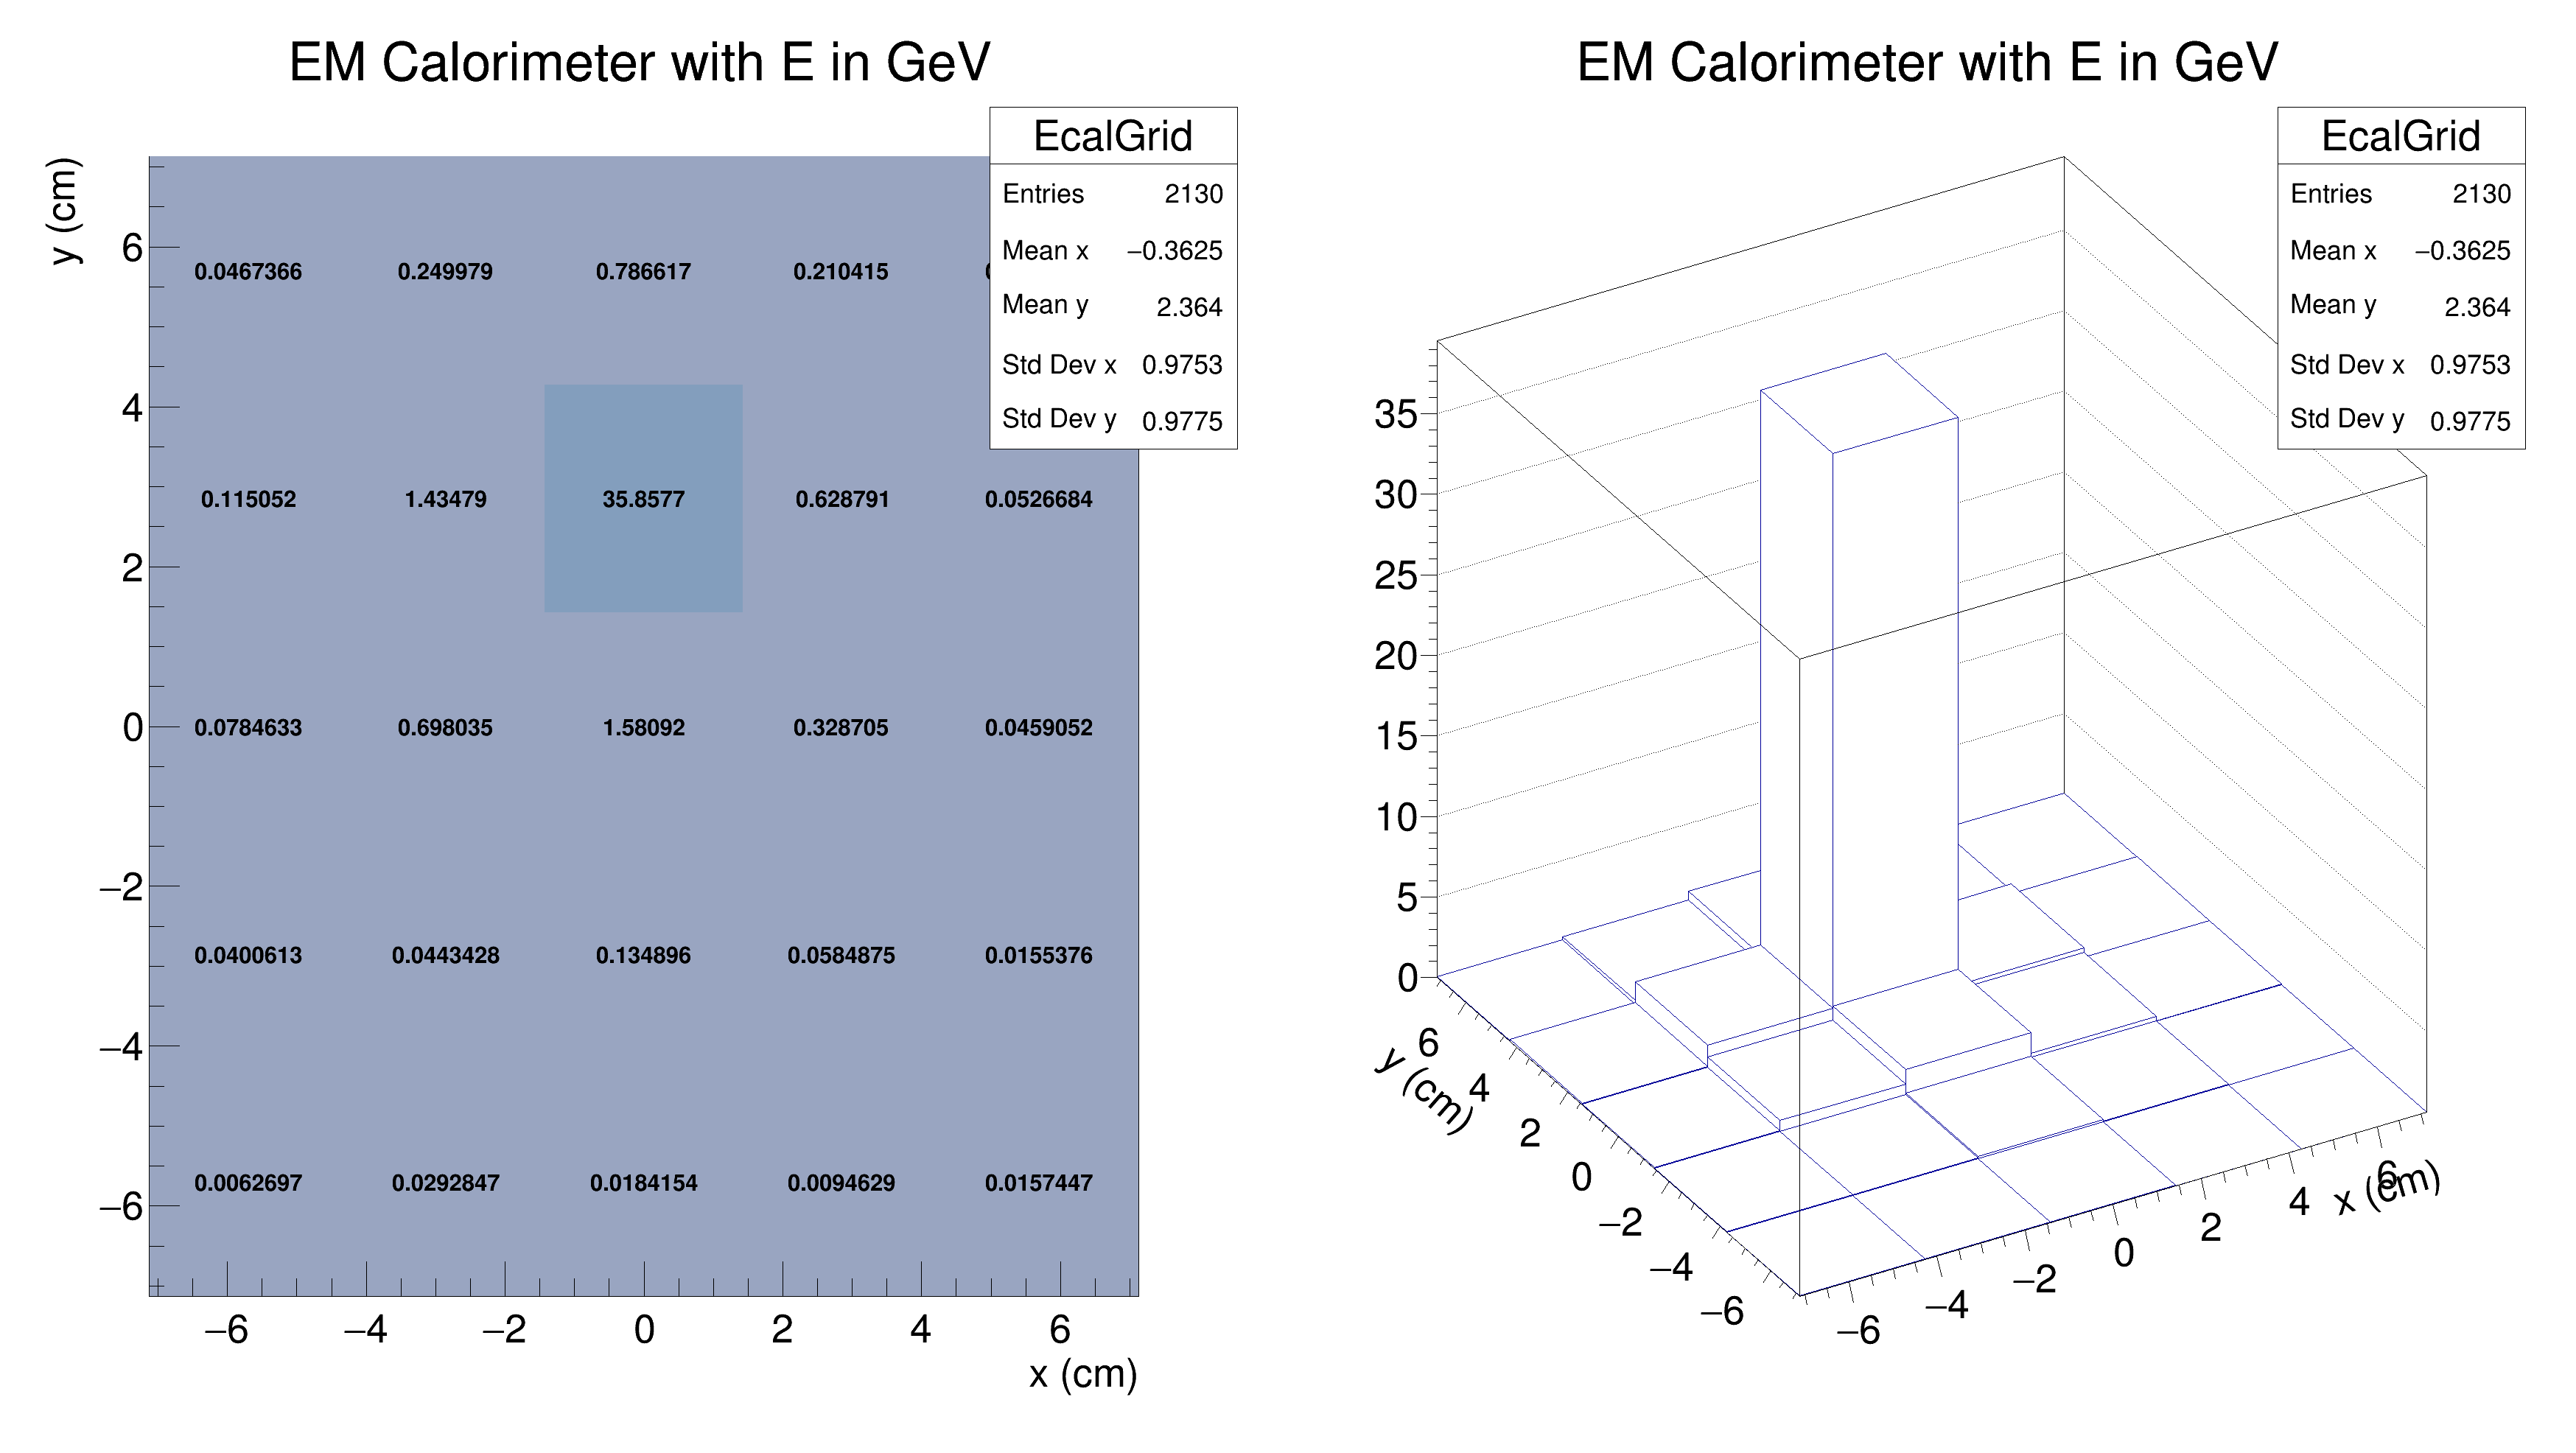 EM Calorimeter with E in GeV
y (cm)
EcalGrid
Entries 2130
Mean x −0.3625
Mean y 2.364
Std Dev x 0.9753
Std Dev y 0.9775
6
4
2
0
−2
−4
−6
0.0467366 0.249979 0.786617 0.210415
0.115052 1.43479 35.8577 0.628791 0.0526684
0.0784633 0.698035 1.58092 0.328705 0.0459052
0.0400613 0.0443428 0.134896 0.0584875 0.0155376
0.0062697 0.0292847 0.0184154 0.0094629 0.0157447
−6 −4 −2 0 2 4 6
x (cm)
EM Calorimeter with E in GeV
EcalGrid
Entries 2130
Mean x −0.3625
Mean y 2.364
Std Dev x 0.9753
Std Dev y 0.9775
35
30
25
20
15
10
5
0
6
4
2
0
−2
−4
−6
y (cm)
−6
−4
−2
0
2
4
6
x (cm)